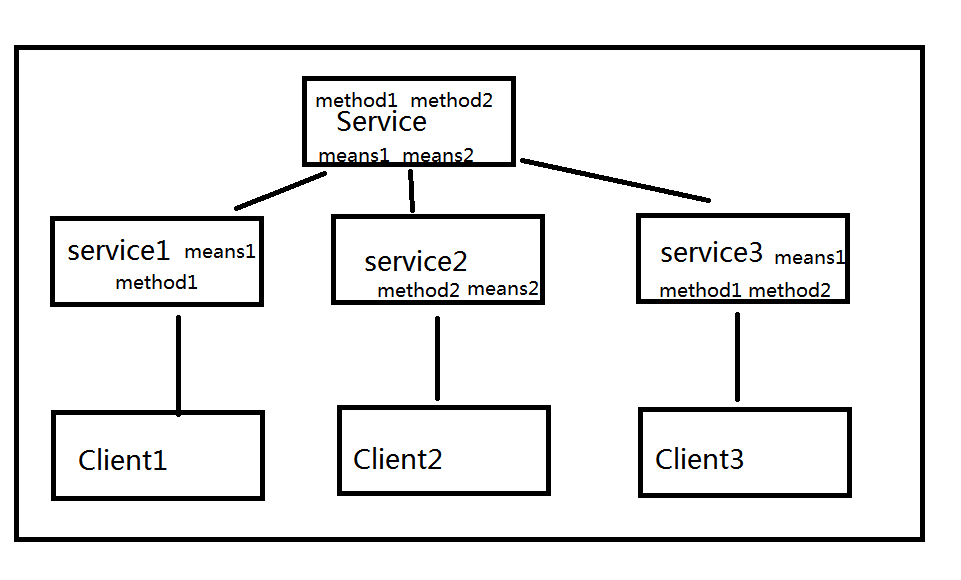 method1 method2
Service
means1 means2
service1 means1
method1
service2
method2 means2
service3 means1
method1 method2
Client1
Client2
Client3